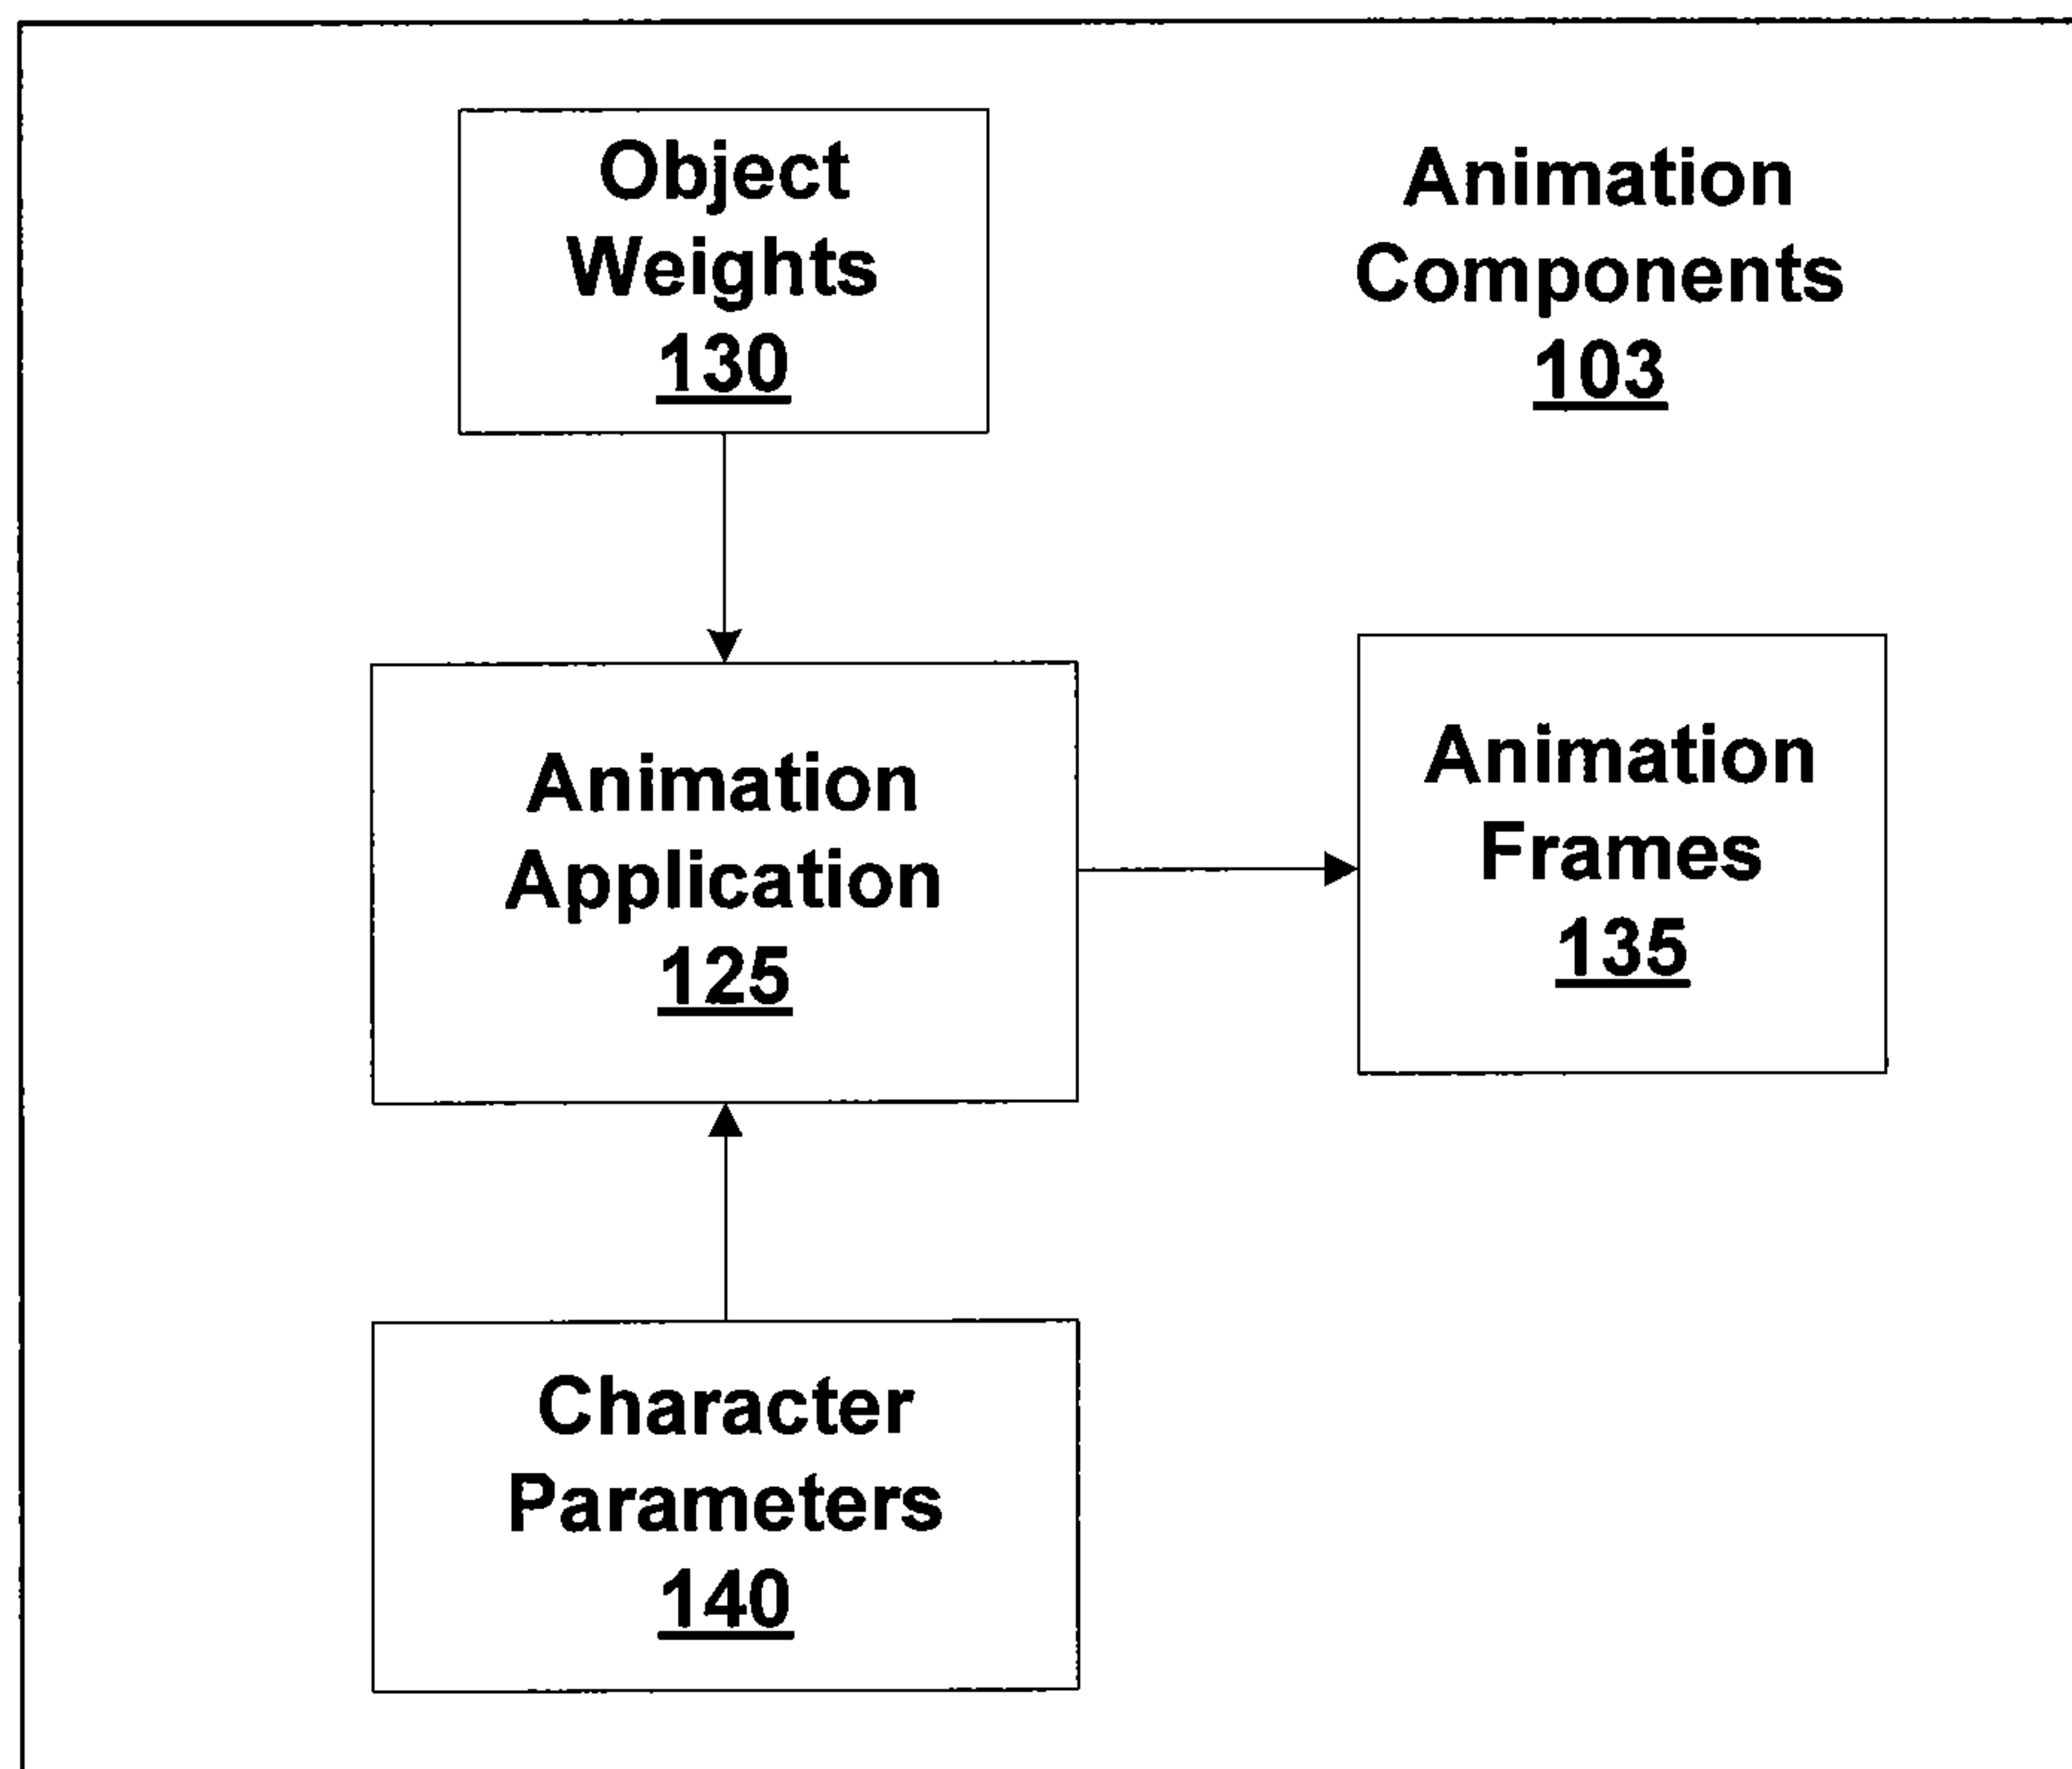 Object
Weights
130
Animation
Components
103
Animation
Application
125
Animation
Frames
135
Character
Parameters
140